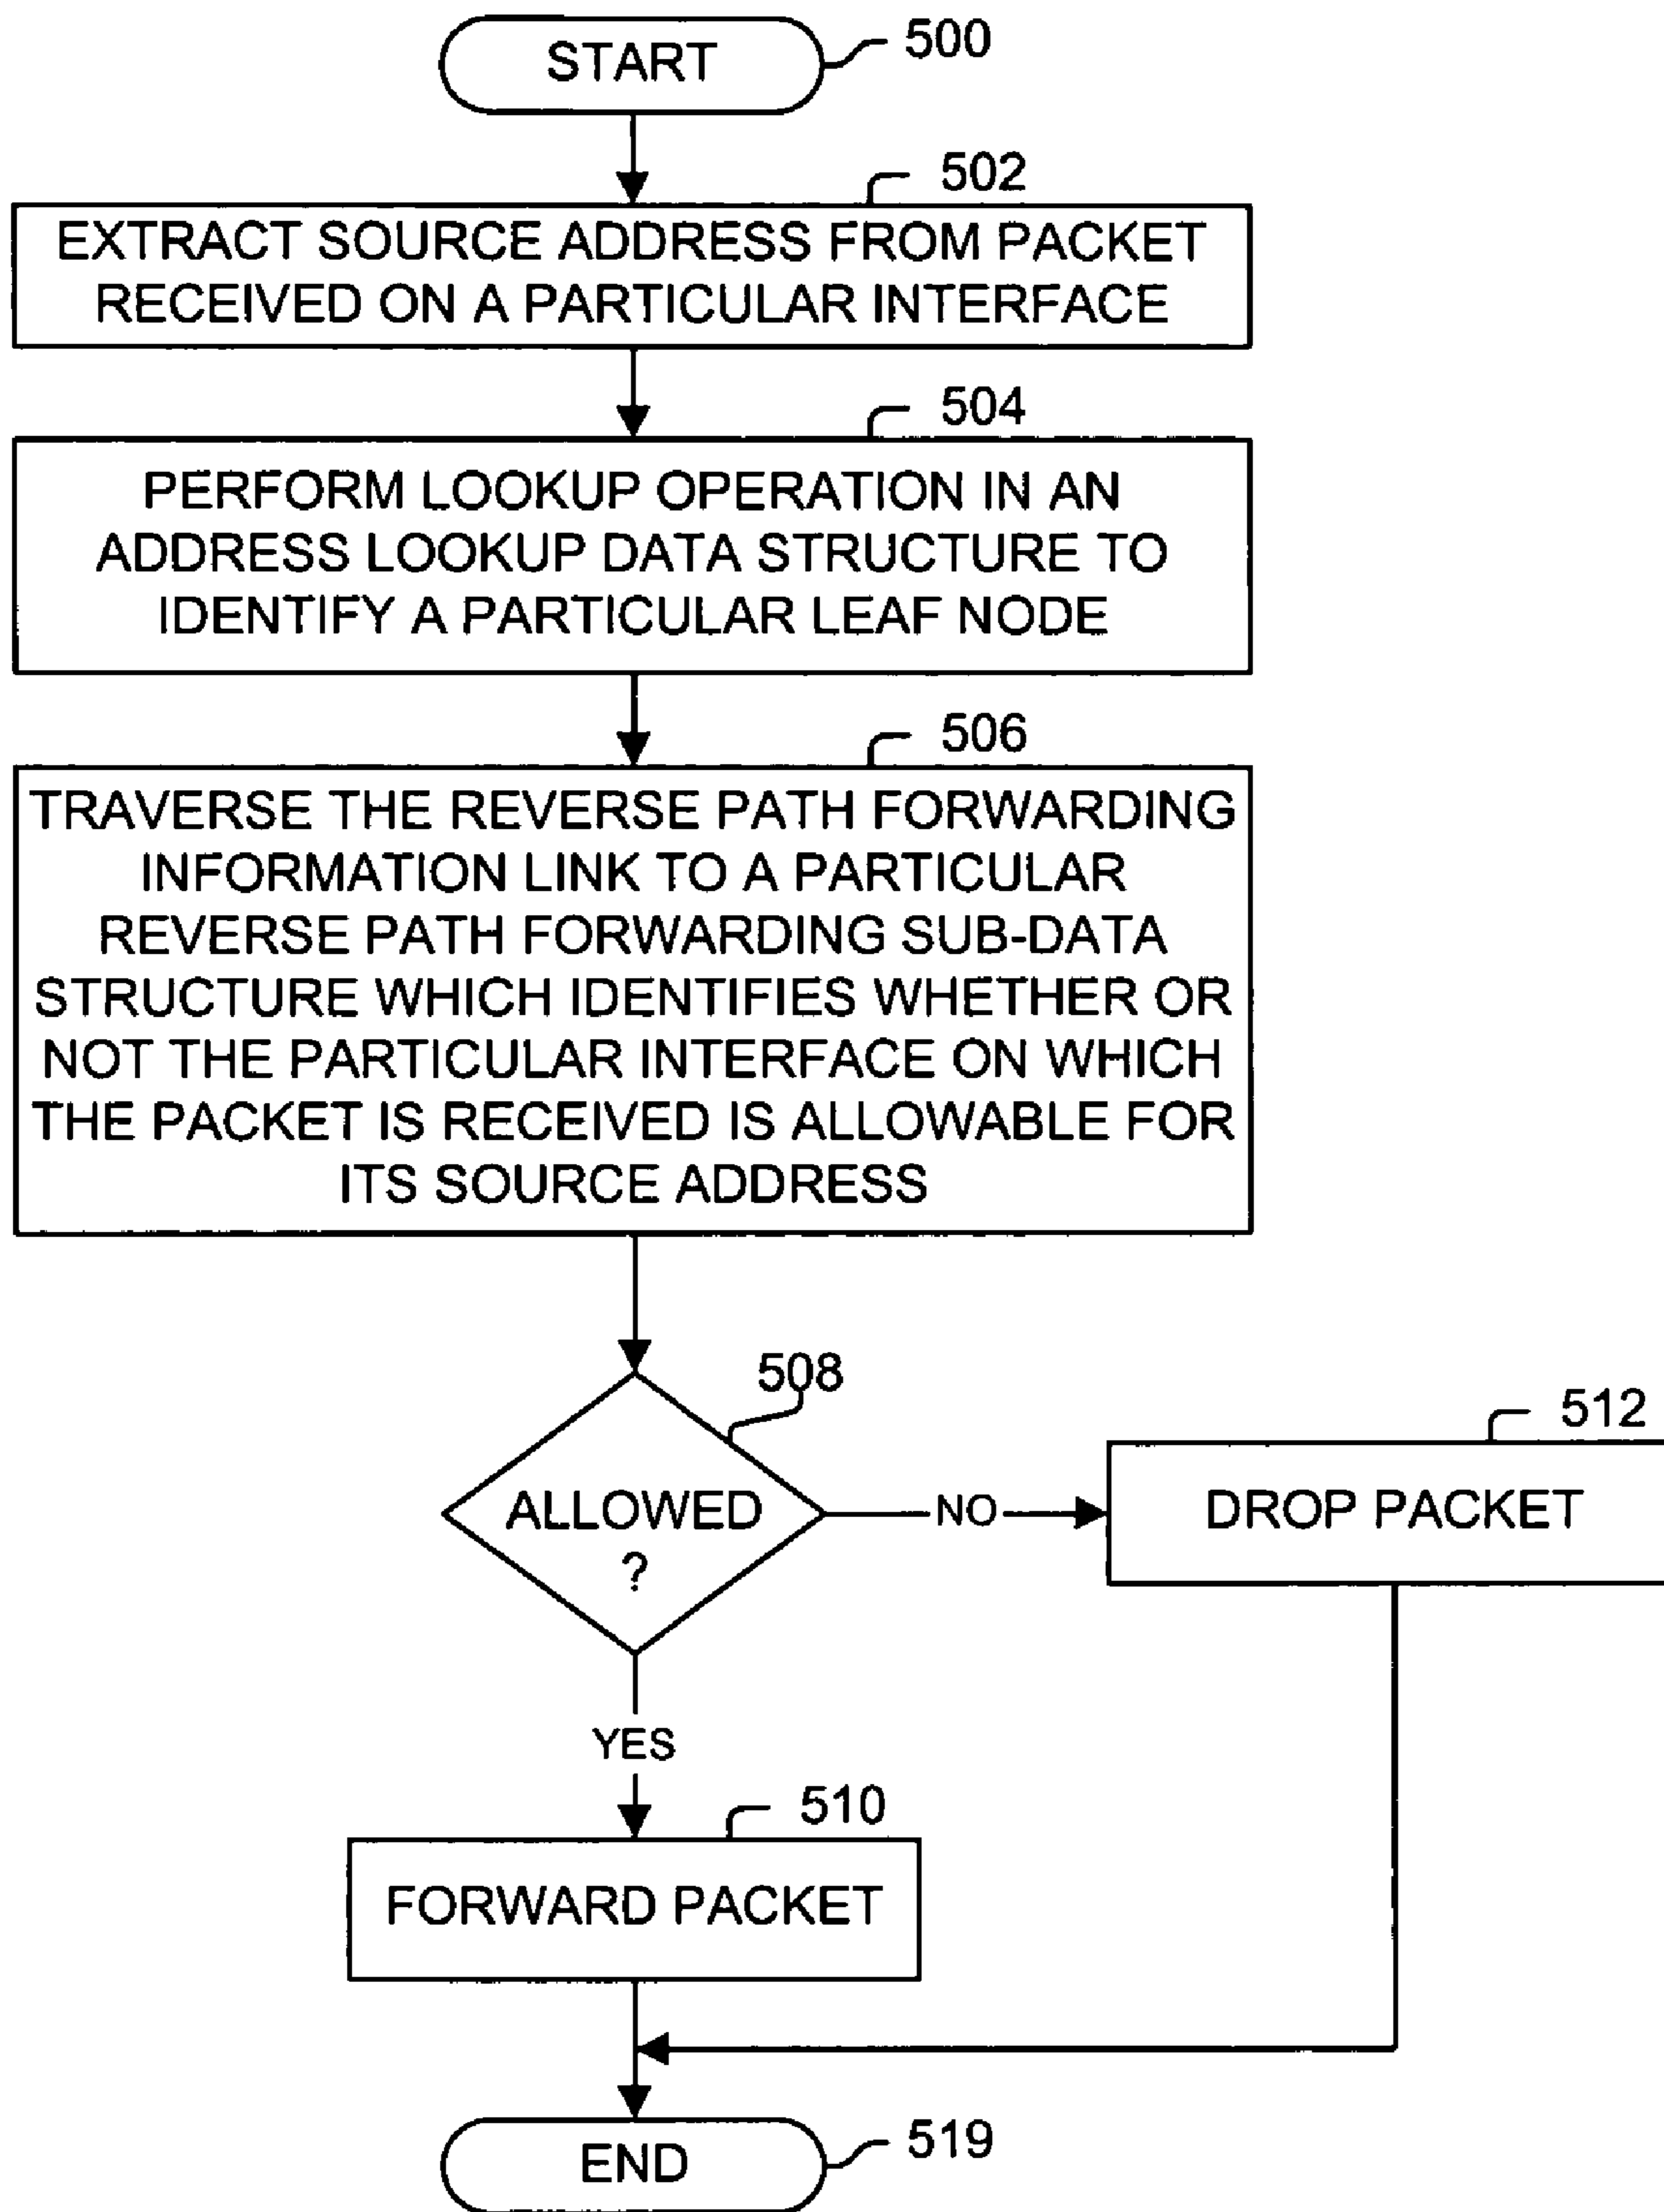 START
500
502
EXTRACT SOURCE ADDRESS FROM PACKET
RECEIVED ON A PARTICULAR INTERFACE
504
PERFORM LOOKUP OPERATION IN AN
ADDRESS LOOKUP DATA STRUCTURE TO
IDENTIFY A PARTICULAR LEAF NODE
506
TRAVERSE THE REVERSE PATH FORWARDING
INFORMATION LINK TO A PARTICULAR
REVERSE PATH FORWARDING SUB-DATA
STRUCTURE WHICH IDENTIFIES WHETHER OR
NOT THE PARTICULAR INTERFACE ON WHICH
THE PACKET IS RECEIVED IS ALLOWABLE FOR
ITS SOURCE ADDRESS
508
ALLOWED
?
NO
512
DROP PACKET
YES
510
FORWARD PACKET
END
519